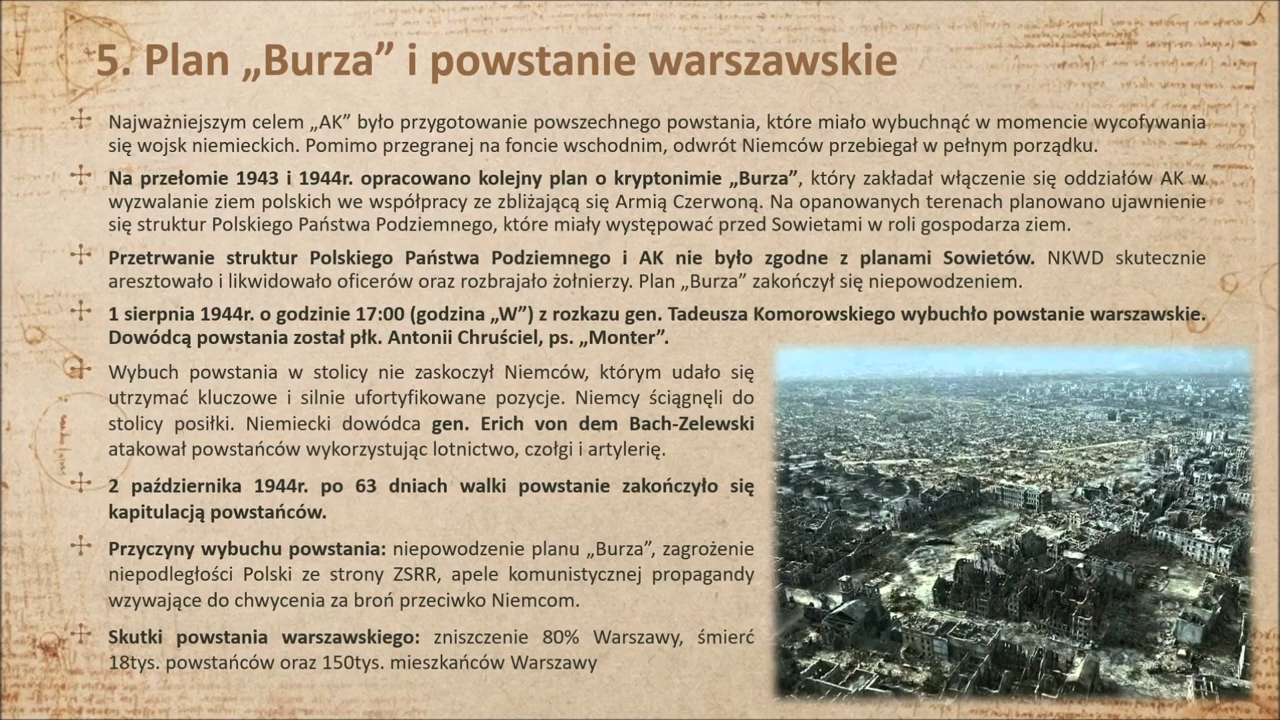 5. Plan „Burza” i powstanie warszawskie
Najważniejszym celem „AK” było przygotowanie powszechnego powstania, które miało wybuchnąć w momencie wycofywania
się wojsk niemieckich. Pomimo przegranej na foncie wschodnim, odwrót Niemców przebiegał w pełnym porządku.
Na przełomie 1943 i 1944r. opracowano kolejny plan o kryptonimie „Burza”, który zakładał włączenie się oddziałów AK w
wyzwalanie ziem polskich we współpracy ze zbliżającą się Armią Czerwoną. Na opanowanych terenach planowano ujawnienie
się struktur Polskiego Państwa Podziemnego, które miały występować przed Sowietami w roli gospodarza ziem.
Przetrwanie struktur Polskiego Państwa Podziemnego i AK nie było zgodne z planami Sowietów. NKWD skutecznie
aresztowało i likwidowało oficerów oraz rozbrajało żołnierzy. Plan „Burza” zakończył się niepowodzeniem.
1 sierpnia 1944r. o godzinie 17:00 (godzina „W”) z rozkazu gen. Tadeusza Komorowskiego wybuchło powstanie warszawskie.
Dowódcą powstania został płk. Antonii Chruściel, ps. „Monter”.
Wybuch powstania w stolicy nie zaskoczył Niemców, którym udało się
utrzymać kluczowe i silnie ufortyfikowane pozycje. Niemcy ściągnęli do
stolicy posiłki. Niemiecki dowódca gen. Erich von dem Bach-Zelewski
atakował powstańców wykorzystując lotnictwo, czołgi i artylerię.
2 października 1944r. po 63 dniach walki powstanie zakończyło się
kapitulacją powstańców.
Przyczyny wybuchu powstania: niepowodzenie planu „Burza”, zagrożenie
niepodległości Polski ze strony ZSRR, apele komunistycznej propagandy
wzywające do chwycenia za broń przeciwko Niemcom.
Skutki powstania warszawskiego: zniszczenie 80% Warszawy, śmierć
18tys. powstańców oraz 150tys. mieszkańców Warszawy